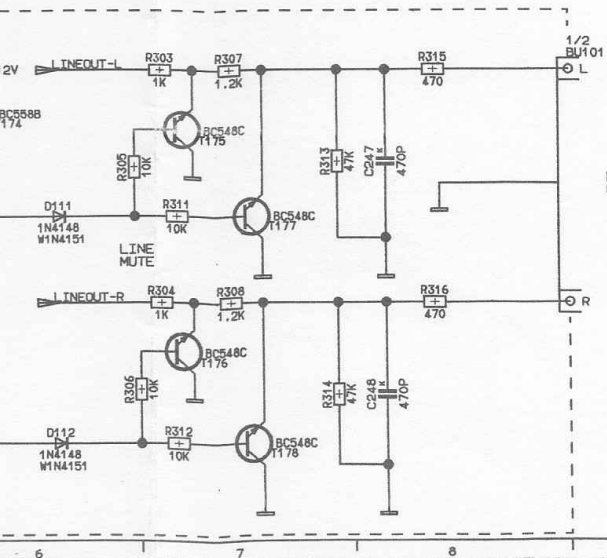 1/2
BU101
R303
R307
R315
12V
LINEOUT-L
L
1K
1.2K
470
BC558B
T174
BC548C
T175
R305
10K
R313
47K
C247
470P
D111
R311
1N4148
W1N4151
10K
BC548C
T177
LINE
MUTE
R304
R308
R316
LINEOUT-R
R
1K
1.2K
470
BC548C
T176
R306
10K
R314
47K
C248
470P
D112
R312
1N4148
W1N4151
10K
BC548C
T178
6
7
8